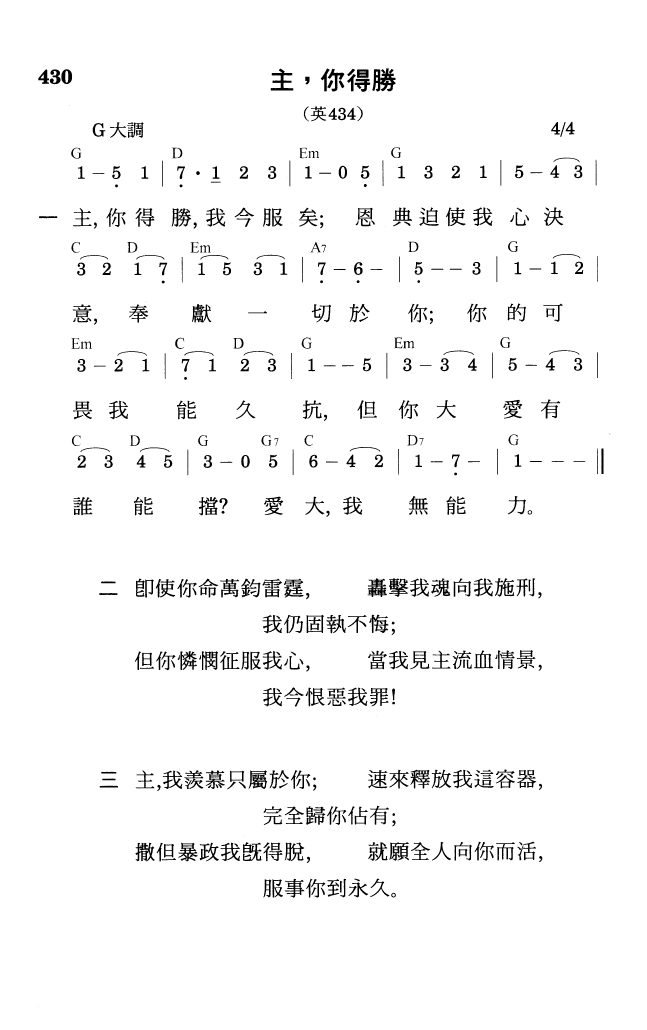 430
主，你得勝
（英434）
G大調 4/4
G D Em G
1 – 5 1 | 7 · 1 2 3 | 1 – 0 5 | 1 3 2 1 | 5 – 4 3 |
一 主,你得勝,我今服矣; 恩典迫使我心決
C D Em A7 D G
3 2 1 7 | 1 5 3 1 | 7 – 6 – | 5 – – 3 | 1 – 1 2 |
意,奉獻一切於你;你的可
Em C D G Em G
3 – 2 1 | 7 1 2 3 | 1 – – 5 | 3 – 3 4 | 5 – 4 3 |
畏我能久抗,但你大愛有
C D G G7 C D7 G
2 3 4 5 | 3 – 0 5 | 6 – 4 2 | 1 – 7 – | 1 – – – ||
誰能擋?愛大,我無能力。
二 卽使你命萬鈞雷霆, 轟擊我魂向我施刑,
我仍固執不悔;
但你憐憫征服我心, 當我見主流血情景,
我今恨惡我罪!
三 主,我羨慕只屬於你; 速來釋放我這容器,
完全歸你佔有;
撒但暴政我旣得脫, 就願全人向你而活,
服事你到永久。